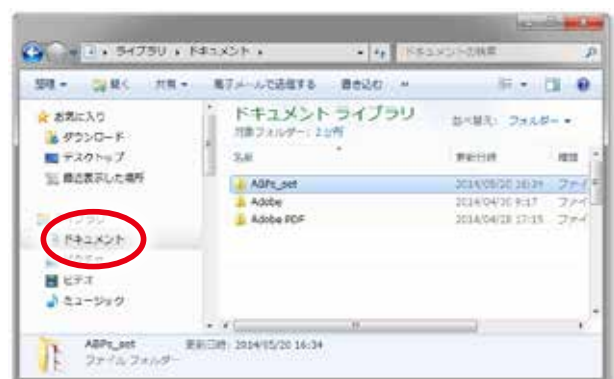 ▸ ライブラリ ▸ ドキュメント ▸
ドキュメントの検索
整理 ▾ 開く 共有 ▾ 電子メールで送信する 書き込む »
お気に入り
ダウンロード
デスクトップ
最近表示した場所
ドキュメント
ビデオ
ミュージック
ドキュメント ライブラリ
対象フォルダー: 2か所
並べ替え: フォルダー ▾
名前 更新日時 種類
ABPs_set 2014/05/20 16:34 ファイ
Adobe 2014/04/30 9:17 ファイ
Adobe PDF 2014/04/28 17:15 ファイ
ABPs_set 更新日時: 2014/05/20 16:34
ファイル フォルダー